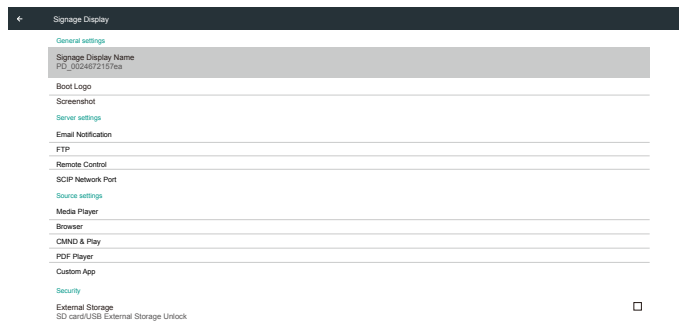 Signage Display
General settings
Signage Display Name
PD_0024672157ea
Boot Logo
Screenshot
Server settings
Email Notification
FTP
Remote Control
SCIP Network Port
Source settings
Media Player
Browser
CMND & Play
PDF Player
Custom App
Security
External Storage
SD card/USB External Storage Unlock